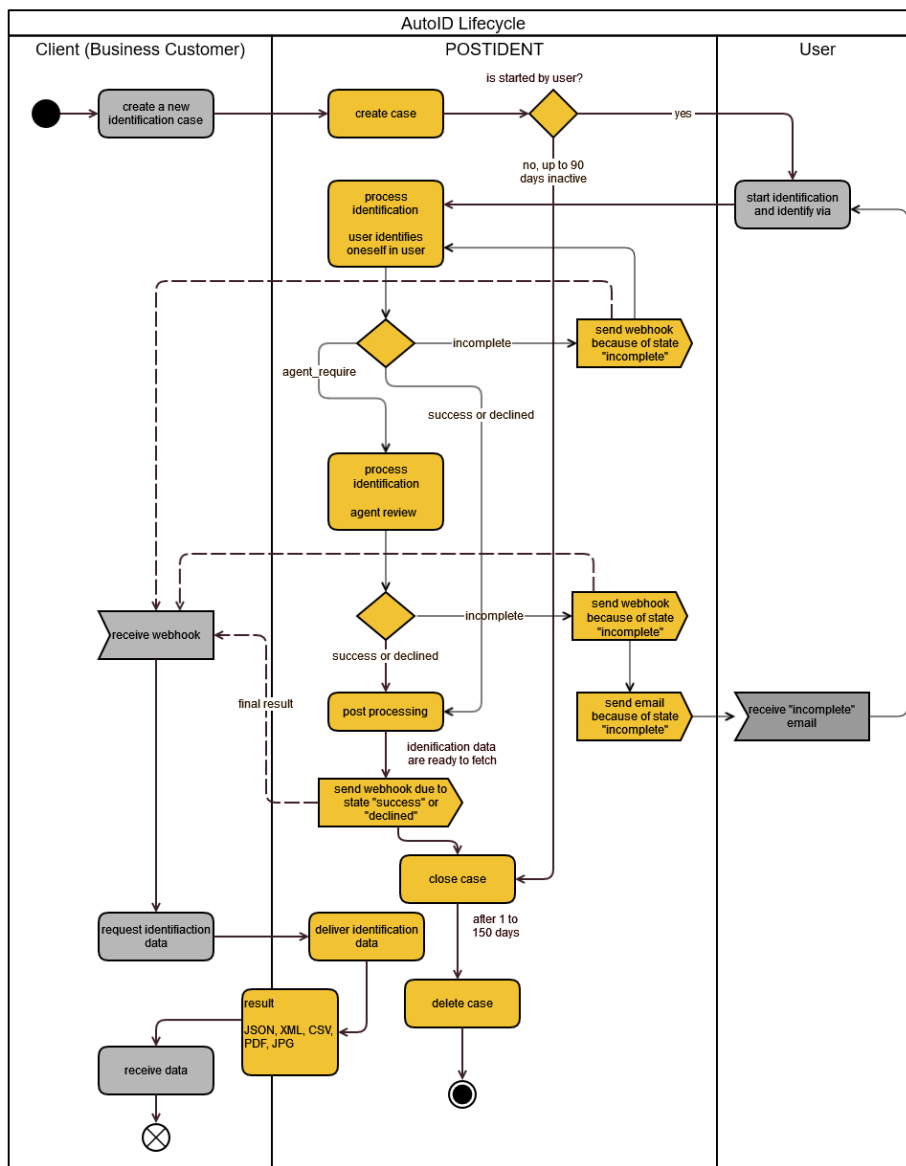 AutoID Lifecycle
Client (Business Customer)
POSTIDENT
User
is started by user?
create a new
identification case
create case
yes
no, up to 90
days inactive
process
identification
user identifies
oneself in user
start identification
and identify via
send webhook
because of state
"incomplete"
incomplete
agent_require
success or declined
process
identification
agent review
receive webhook
incomplete
send webhook
because of state
"incomplete"
success or declined
final result
post processing
send email
because of state
"incomplete"
receive "incomplete"
email
idenification data
are ready to fetch
send webhook due to
state "success" or
"declined"
close case
after 1 to
150 days
request identifiaction
data
deliver identification
data
delete case
result
JSON, XML, CSV,
PDF, JPG
receive data